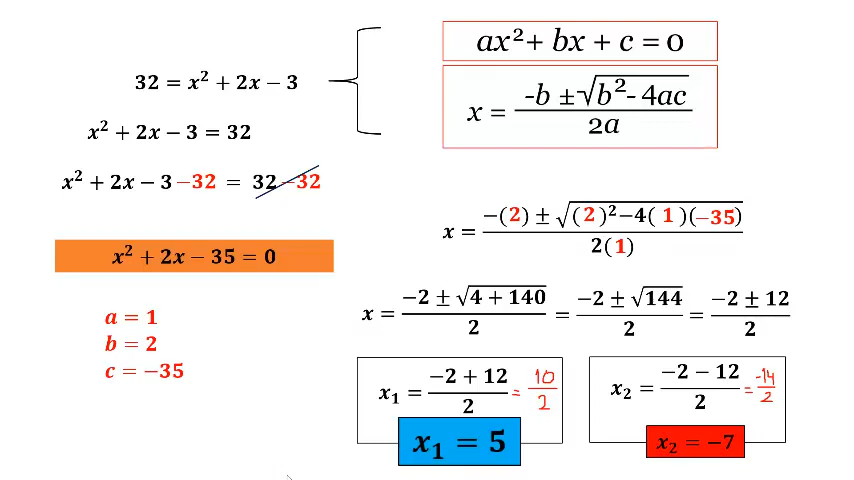 32 = x² + 2x − 3
x² + 2x − 3 = 32
x² + 2x − 3 −32 = 32 −32
x² + 2x − 35 = 0
a = 1
b = 2
c = −35
ax² + bx + c = 0
x = (-b ± √(b² - 4ac)) / 2a
x = (−(2) ± √((2)² −4(1)(−35))) / 2(1)
x = (−2 ± √(4 + 140)) / 2 = (−2 ± √144) / 2 = (−2 ± 12) / 2
x₁ = (−2 + 12) / 2 = 10 / 2
x₁ = 5
x₂ = (−2 − 12) / 2 = -14 / 2
x₂ = −7